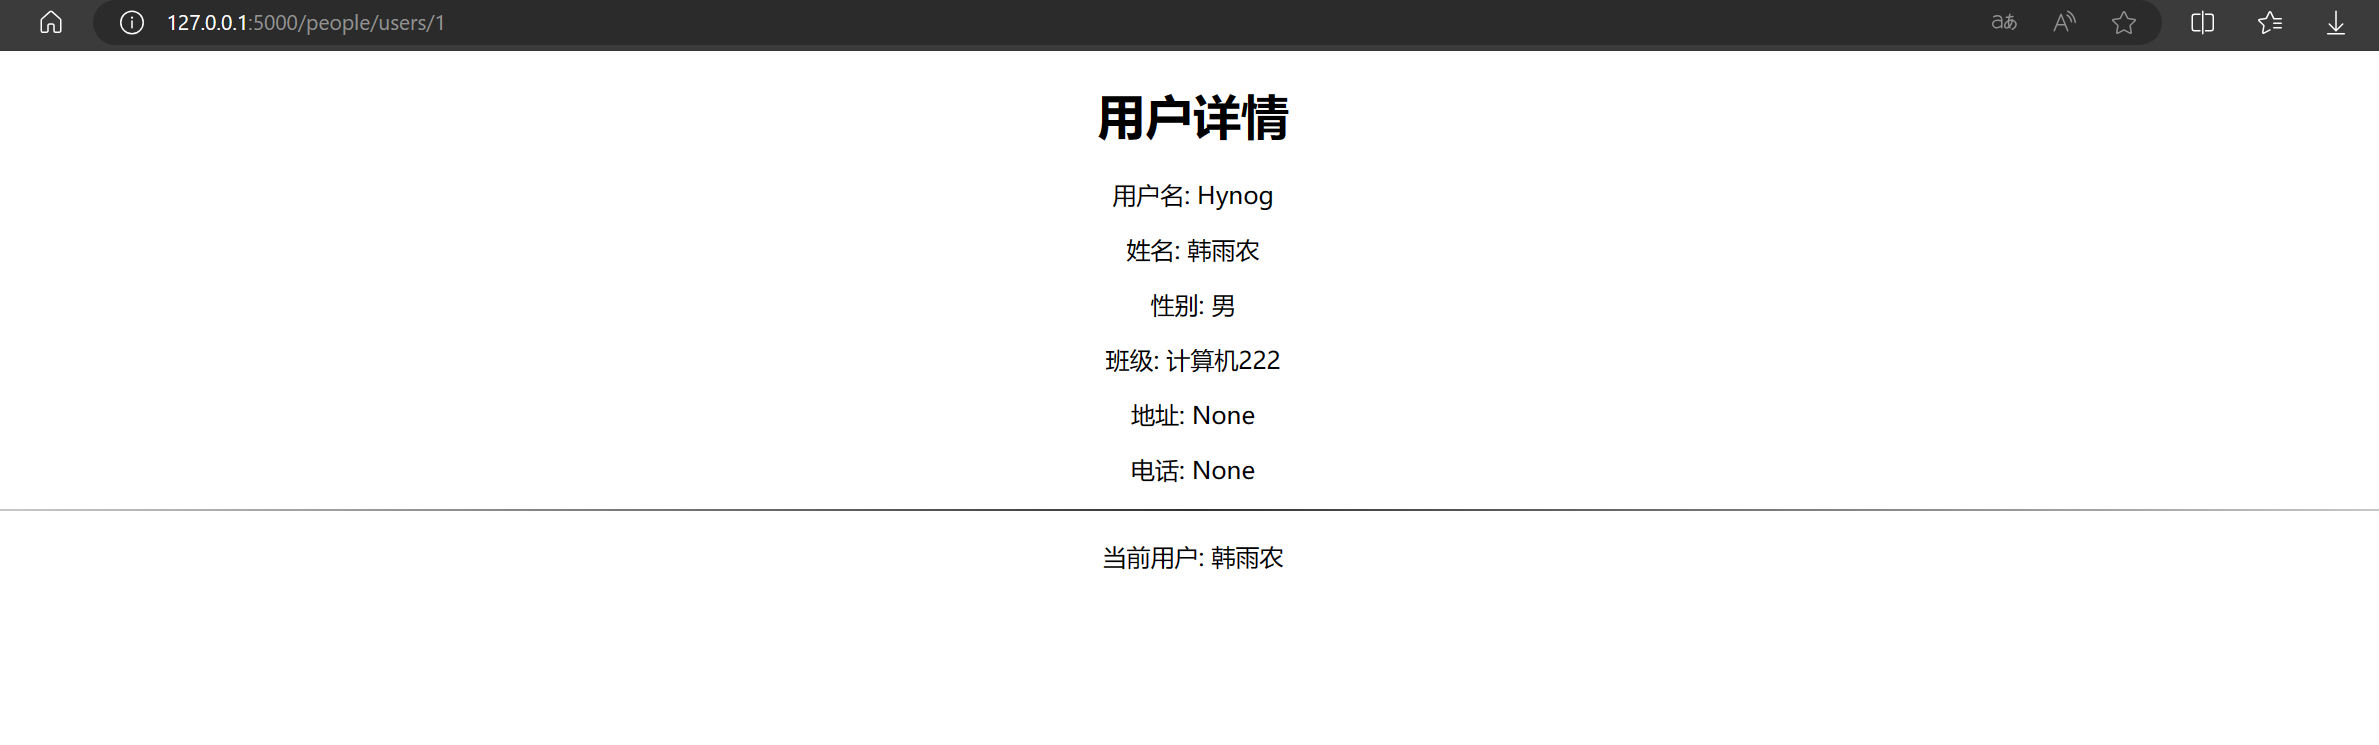 127.0.0.1:5000/people/users/1
用户详情
用户名: Hynog
姓名: 韩雨农
性别: 男
班级: 计算机222
地址: None
电话: None
当前用户: 韩雨农